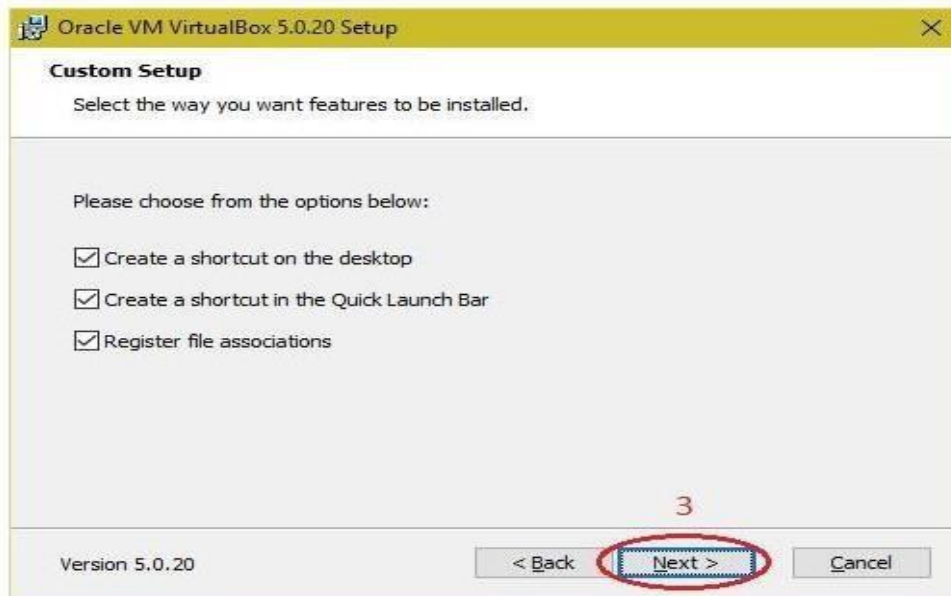 Oracle VM VirtualBox 5.0.20 Setup
Custom Setup
Select the way you want features to be installed.
Please choose from the options below:
Create a shortcut on the desktop
Create a shortcut in the Quick Launch Bar
Register file associations
3
Version 5.0.20 < Back Next > Cancel